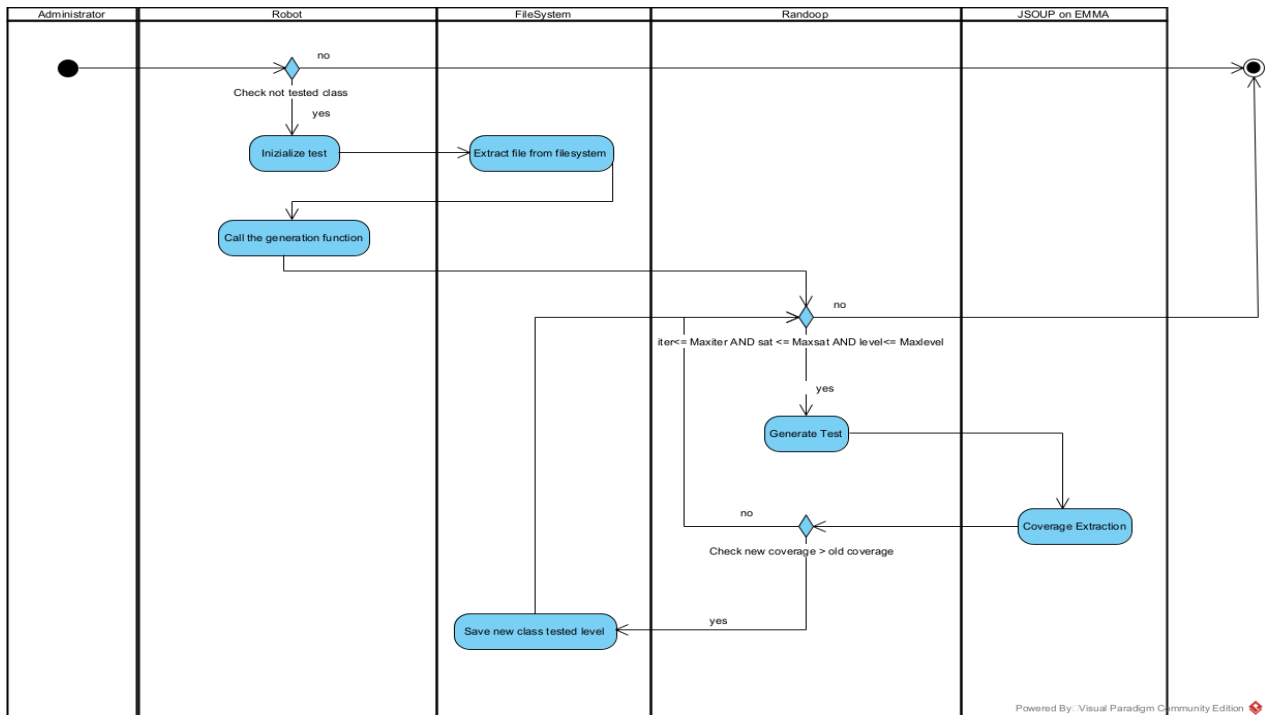 Administrator
Robot
FileSystem
Randoop
JSOUP on EMMA
no
Check not tested class
yes
Inizialize test
Extract file from filesystem
Call the generation function
no
iter<= Maxiter AND sat <= Maxsat AND level<= Maxlevel
yes
Generate Test
no
Coverage Extraction
Check new coverage > old coverage
yes
Save new class tested level
Powered By Visual Paradigm Community Edition